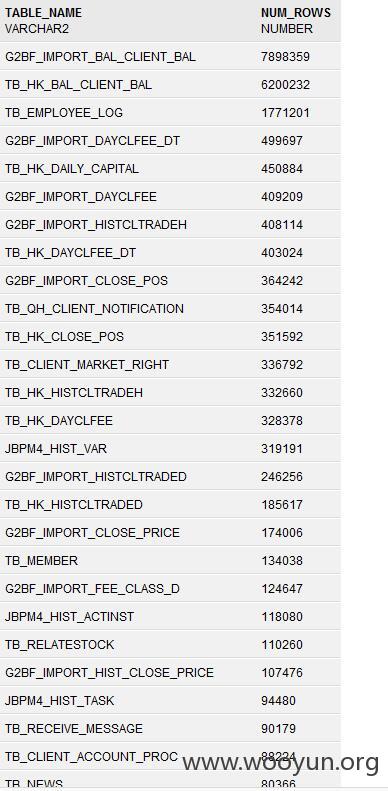 TABLE_NAME NUM_ROWS
VARCHAR2 NUMBER
G2BF_IMPORT_BAL_CLIENT_BAL 7898359
TB_HK_BAL_CLIENT_BAL 6200232
TB_EMPLOYEE_LOG 1771201
G2BF_IMPORT_DAYCLFEE_DT 499697
TB_HK_DAILY_CAPITAL 450884
G2BF_IMPORT_DAYCLFEE 409209
G2BF_IMPORT_HISTCLTRADEH 408114
TB_HK_DAYCLFEE_DT 403024
G2BF_IMPORT_CLOSE_POS 364242
TB_QH_CLIENT_NOTIFICATION 354014
TB_HK_CLOSE_POS 351592
TB_CLIENT_MARKET_RIGHT 336792
TB_HK_HISTCLTRADEH 332660
TB_HK_DAYCLFEE 328378
JBPM4_HIST_VAR 319191
G2BF_IMPORT_HISTCLTRADED 246256
TB_HK_HISTCLTRADED 185617
G2BF_IMPORT_CLOSE_PRICE 174006
TB_MEMBER 134038
G2BF_IMPORT_FEE_CLASS_D 124647
JBPM4_HIST_ACTINST 118080
TB_RELATESTOCK 110260
G2BF_IMPORT_HIST_CLOSE_PRICE 107476
JBPM4_HIST_TASK 94480
TB_RECEIVE_MESSAGE 90179
TB_CLIENT_ACCOUNT_PROC 88224
www.wooyun.org
TB_NEWS 80366